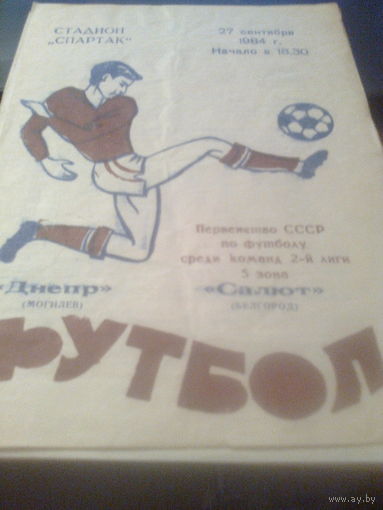 СТАДИОН
„СПАРТАК"
27 сентября
1984 г.
Начало в 18.30
Первенство СССР
по футболу
среди команд 2-й лиги
5 зона
«Днепр»
(МОГИЛЕВ)
«Салют»
(БЕЛГОРОД)
ФУТБОЛ
www.ay.by